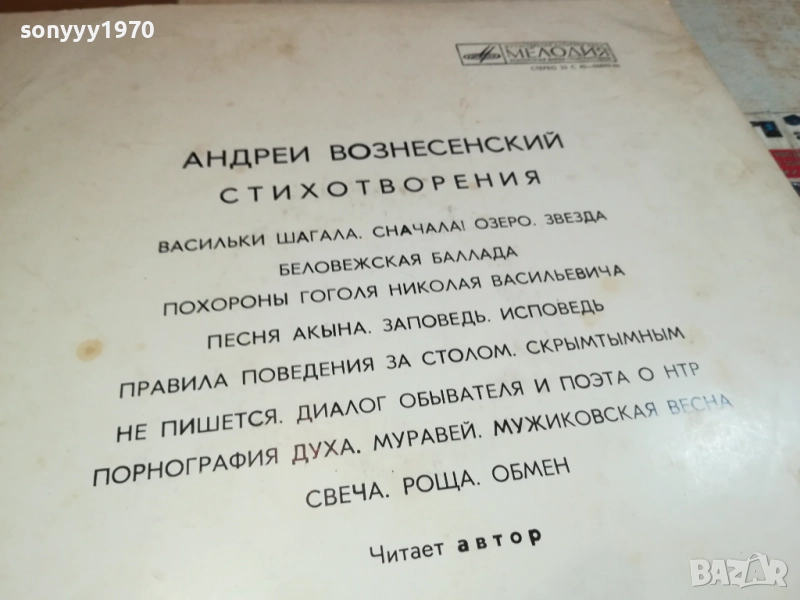 sonyyy1970
МЕЛОДИЯ
АНДРЕИ ВОЗНЕСЕНСКИЙ
СТИХОТВОРЕНИЯ
ВАСИЛЬКИ ШАГАЛА. СНАЧАЛА! ОЗЕРО. ЗВЕЗДА
БЕЛОВЕЖСКАЯ БАЛЛАДА
ПОХОРОНЫ ГОГОЛЯ НИКОЛАЯ ВАСИЛЬЕВИЧА
ПЕСНЯ АКЫНА. ЗАПОВЕДЬ. ИСПОВЕДЬ
ПРАВИЛА ПОВЕДЕНИЯ ЗА СТОЛОМ. СКРЫМТЫМНЫМ
НЕ ПИШЕТСЯ. ДИАЛОГ ОБЫВАТЕЛЯ И ПОЭТА О НТР
ПОРНОГРАФИЯ ДУХА. МУРАВЕЙ. МУЖИКОВСКАЯ ВЕСНА
СВЕЧА. РОЩА. ОБМЕН
Читает автор
BAZAR